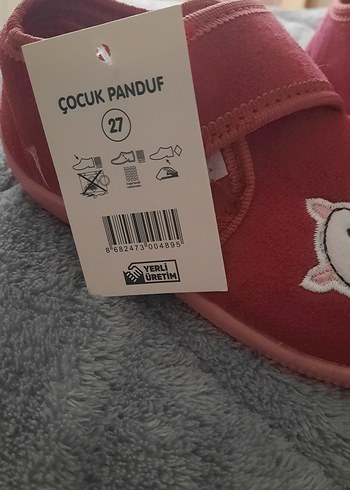 ÇOCUK PANDUF
27
8 682473 004895
YERLİ
ÜRETİM